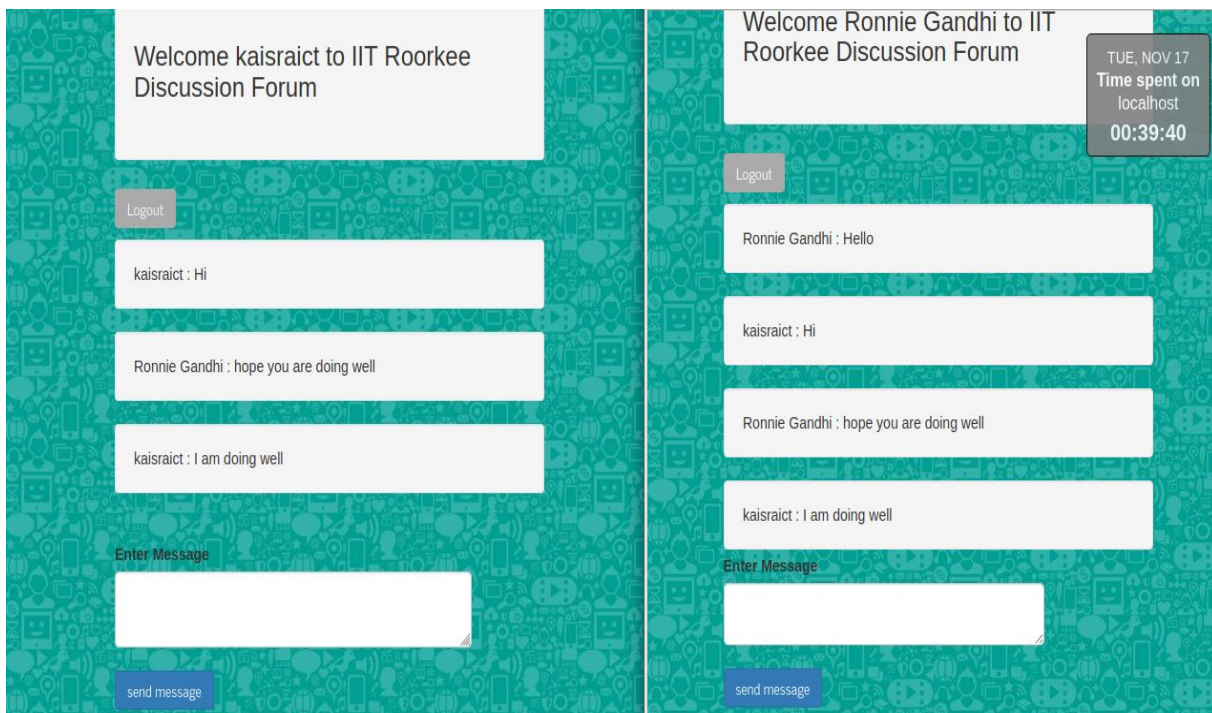 Welcome kaisraict to IIT Roorkee
Discussion Forum
Logout
kaisraict : Hi
Ronnie Gandhi : hope you are doing well
kaisraict : I am doing well
Enter Message
send message
Welcome Ronnie Gandhi to IIT
Roorkee Discussion Forum
TUE, NOV 17
Time spent on
localhost
00:39:40
Logout
Ronnie Gandhi : Hello
kaisraict : Hi
Ronnie Gandhi : hope you are doing well
kaisraict : I am doing well
Enter Message
send message